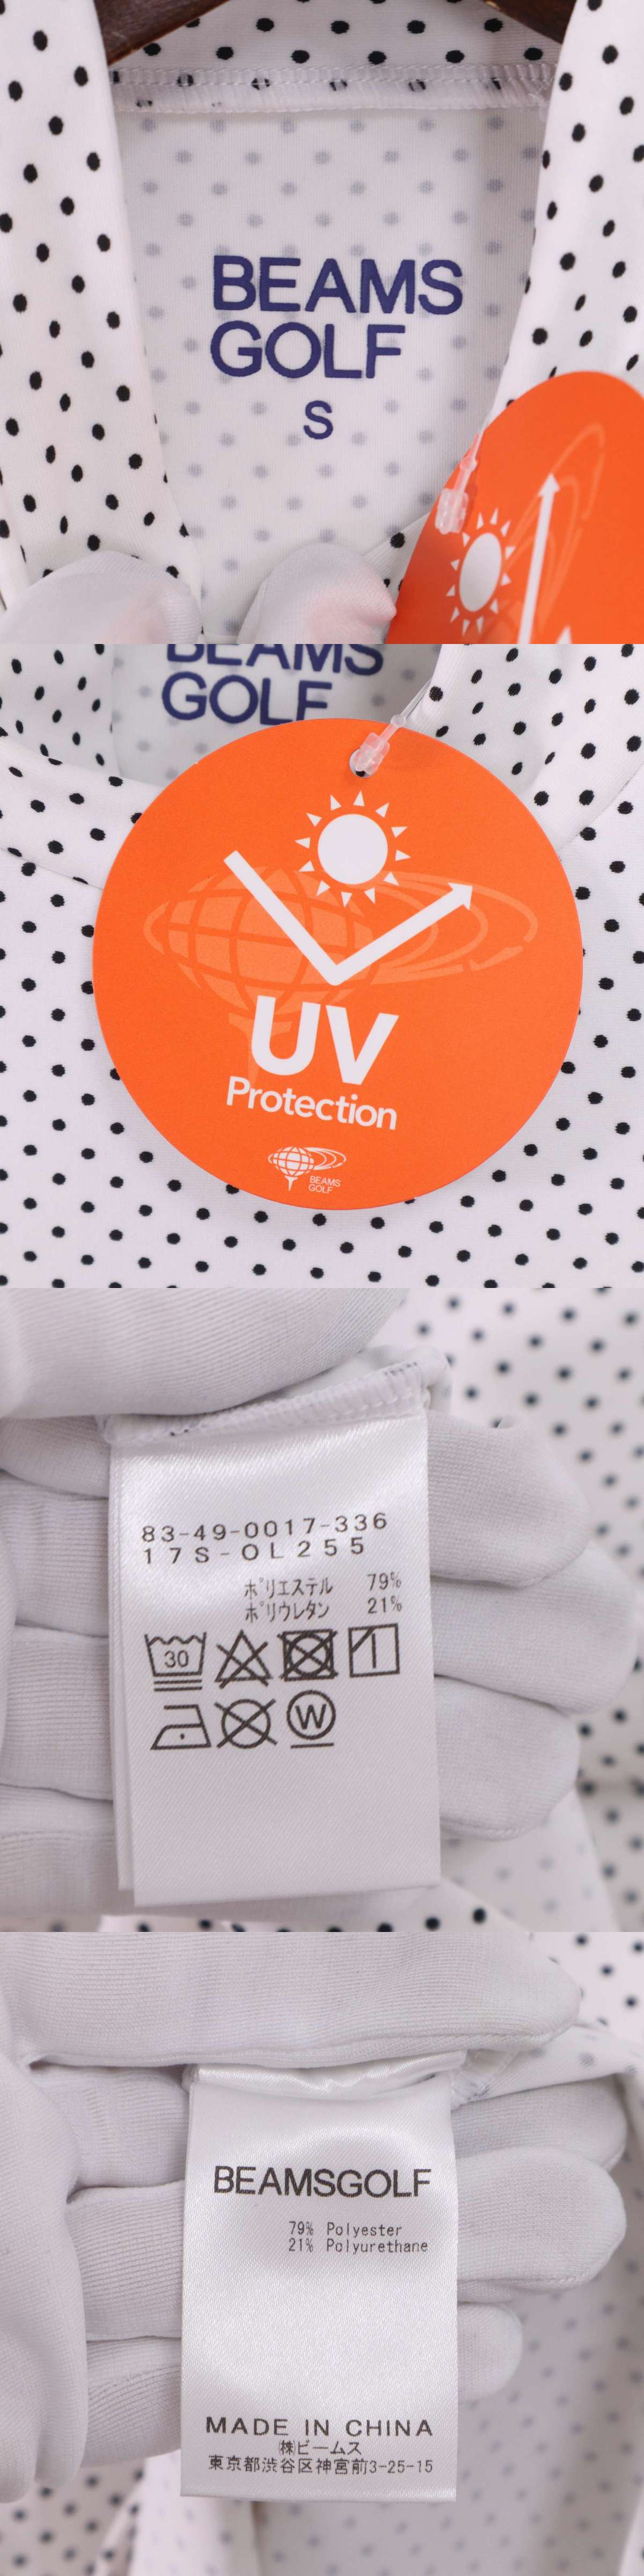 BEAMS
GOLF
S
BEAMS
GOLF
UV
Protection
BEAMS
GOLF
83-49-0017-336
17S-OL255
ポリエステル 79%
ポリウレタン 21%
30
W
BEAMSGOLF
79% Polyester
21% Polyurethane
MADE IN CHINA
㈱ビームス
東京都渋谷区神宮前3-25-15